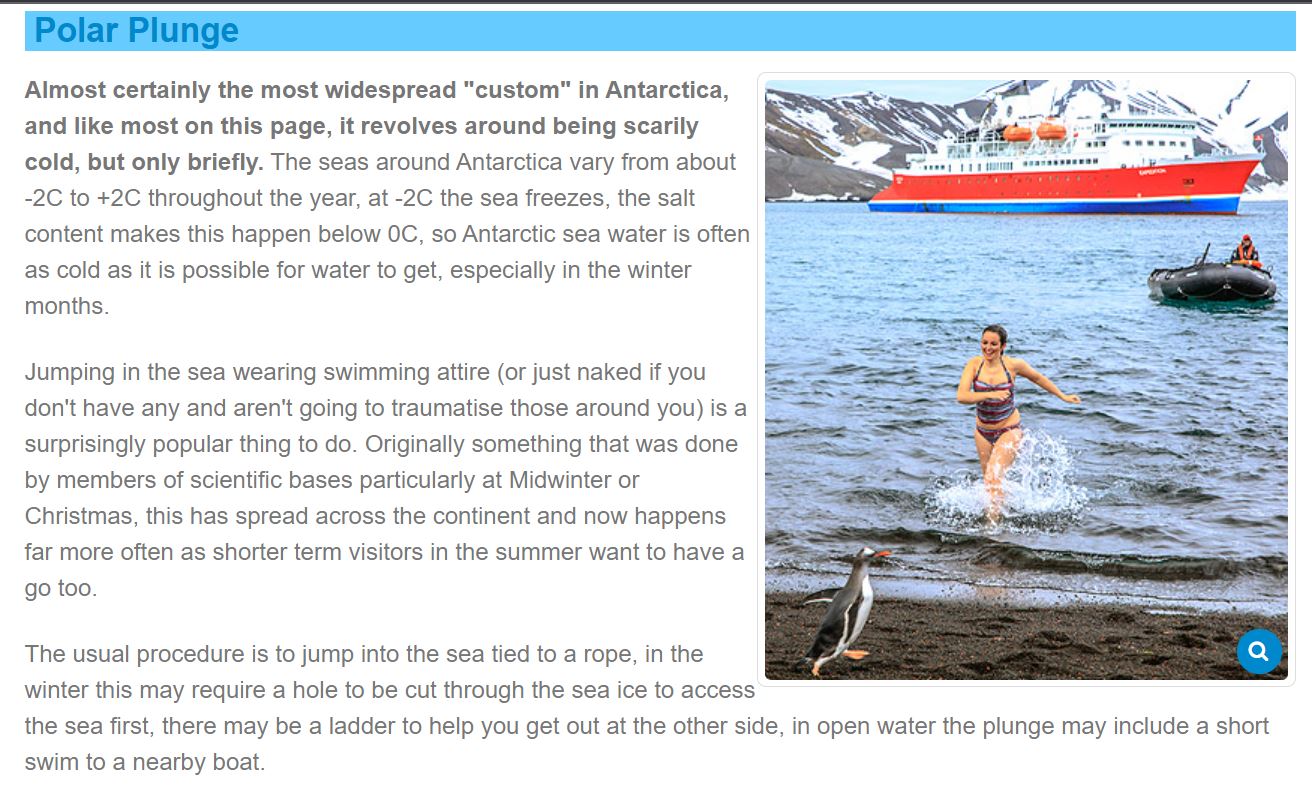 Polar Plunge
Almost certainly the most widespread "custom" in Antarctica,
and like most on this page, it revolves around being scarily
cold, but only briefly. The seas around Antarctica vary from about
-2C to +2C throughout the year, at -2C the sea freezes, the salt
content makes this happen below 0C, so Antarctic sea water is often
as cold as it is possible for water to get, especially in the winter
months.
Jumping in the sea wearing swimming attire (or just naked if you
don't have any and aren't going to traumatise those around you) is a
surprisingly popular thing to do. Originally something that was done
by members of scientific bases particularly at Midwinter or
Christmas, this has spread across the continent and now happens
far more often as shorter term visitors in the summer want to have a
go too.
The usual procedure is to jump into the sea tied to a rope, in the
winter this may require a hole to be cut through the sea ice to access
the sea first, there may be a ladder to help you get out at the other side, in open water the plunge may include a short
swim to a nearby boat.
EXPEDITION